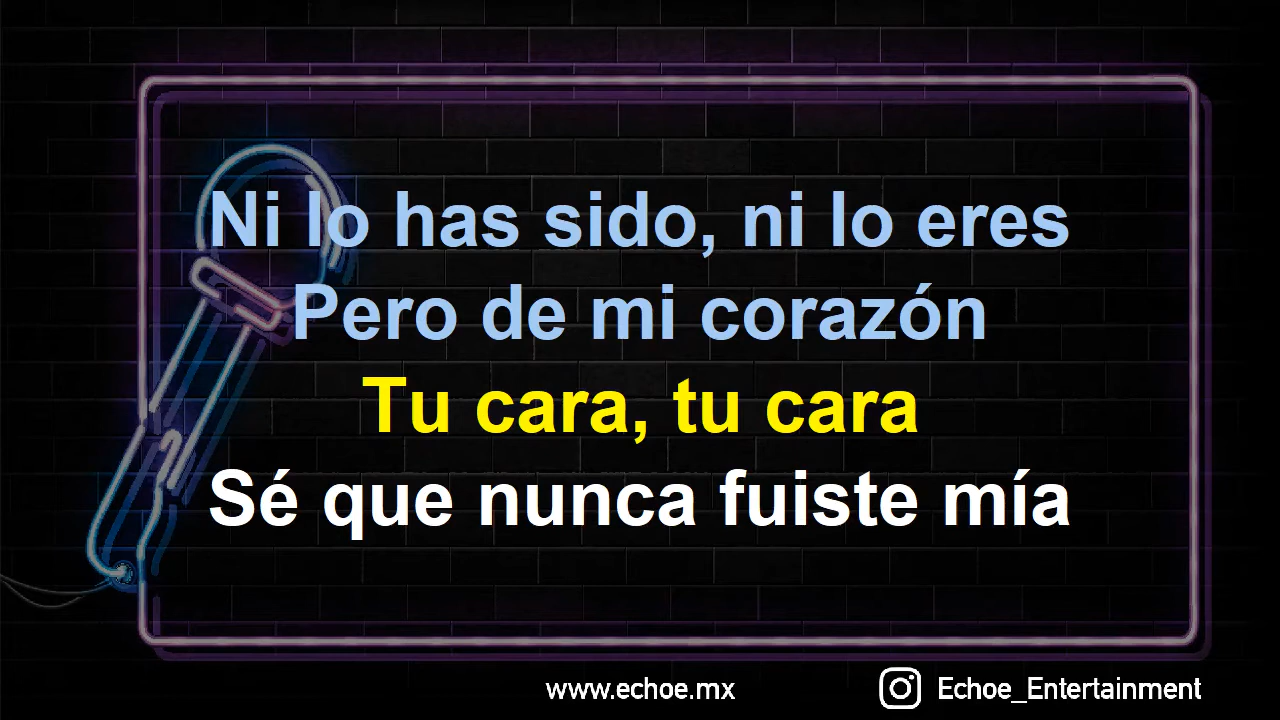 Ni lo has sido, ni lo eres
Pero de mi corazón
Tu cara, tu cara
Sé que nunca fuiste mía
www.echoe.mx
Echoe_Entertainment